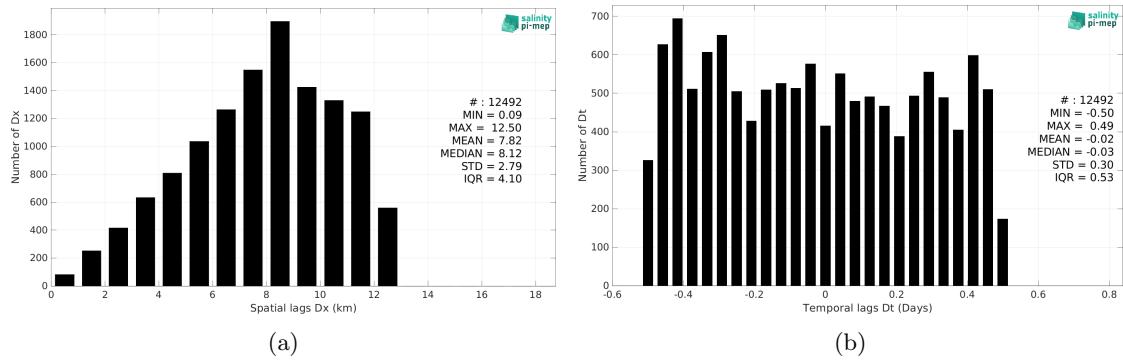 salinity
pi-mep
1800
1600
1400
1200
1000
800
600
400
200
0
Number of Dx
# : 12492
MIN = 0.09
MAX = 12.50
MEAN = 7.82
MEDIAN = 8.12
STD = 2.79
IQR = 4.10
0 2 4 6 8 10 12 14 16 18
Spatial lags Dx (km)
(a)
salinity
pi-mep
700
600
500
400
300
200
100
0
Number of Dt
# : 12492
MIN = -0.50
MAX = 0.49
MEAN = -0.02
MEDIAN = -0.03
STD = 0.30
IQR = 0.53
-0.6 -0.4 -0.2 0 0.2 0.4 0.6 0.8
Temporal lags Dt (Days)
(b)